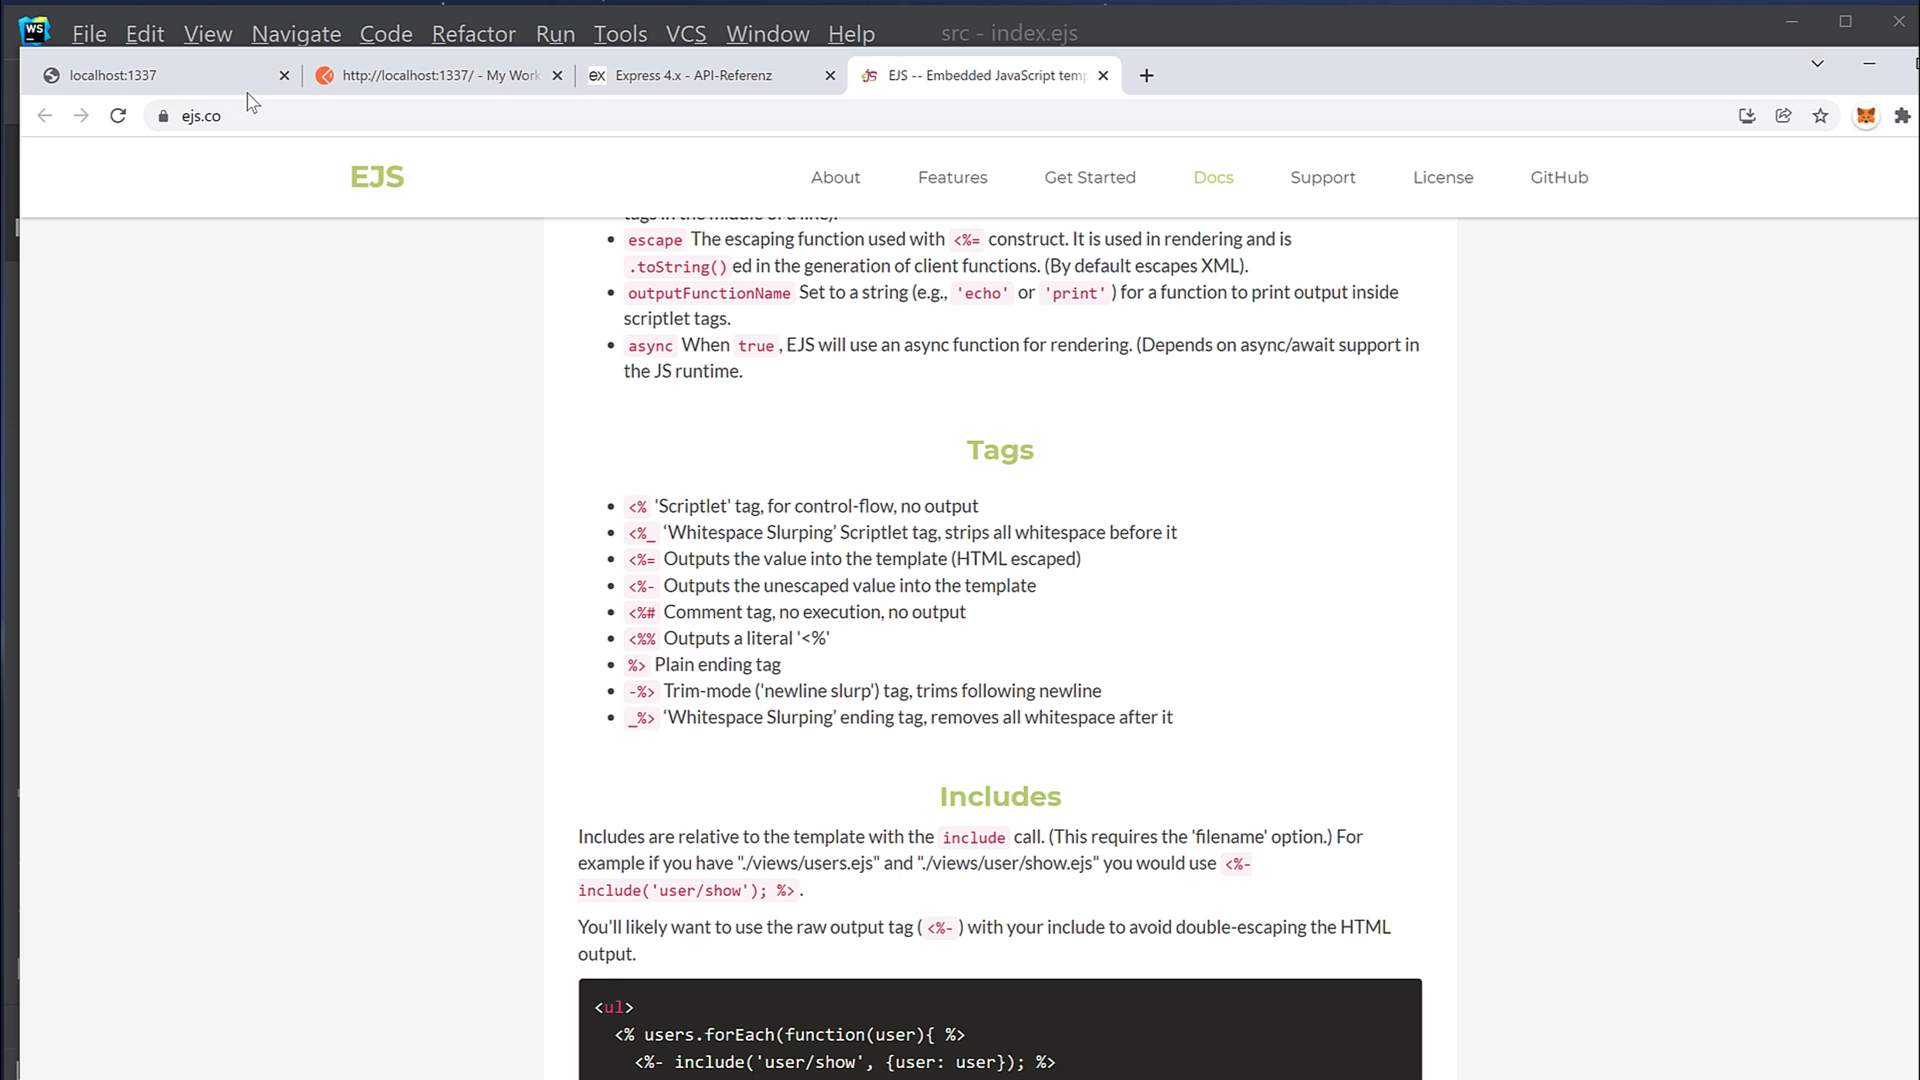 WS File Edit View Navigate Code Refactor Run Tools VCS Window Help src - index.ejs
localhost:1337 http://localhost:1337/ - My Work ex Express 4.x - API-Referenz EJS -- Embedded JavaScript temp
ejs.co
EJS About Features Get Started Docs Support License GitHub
tags in the middle of a line).
escape The escaping function used with <%= construct. It is used in rendering and is
.toString() ed in the generation of client functions. (By default escapes XML).
outputFunctionName Set to a string (e.g., 'echo' or 'print' ) for a function to print output inside
scriptlet tags.
async When true , EJS will use an async function for rendering. (Depends on async/await support in
the JS runtime.
Tags
<% 'Scriptlet' tag, for control-flow, no output
<%_ ‘Whitespace Slurping’ Scriptlet tag, strips all whitespace before it
<%= Outputs the value into the template (HTML escaped)
<%- Outputs the unescaped value into the template
<%# Comment tag, no execution, no output
<%% Outputs a literal '<%'
%> Plain ending tag
-%> Trim-mode ('newline slurp') tag, trims following newline
_%> ‘Whitespace Slurping’ ending tag, removes all whitespace after it
Includes
Includes are relative to the template with the include call. (This requires the 'filename' option.) For
example if you have "./views/users.ejs" and "./views/user/show.ejs" you would use <%-
include('user/show'); %> .
You'll likely want to use the raw output tag ( <%- ) with your include to avoid double-escaping the HTML
output.
<ul>
<% users.forEach(function(user){ %>
<%- include('user/show', {user: user}); %>